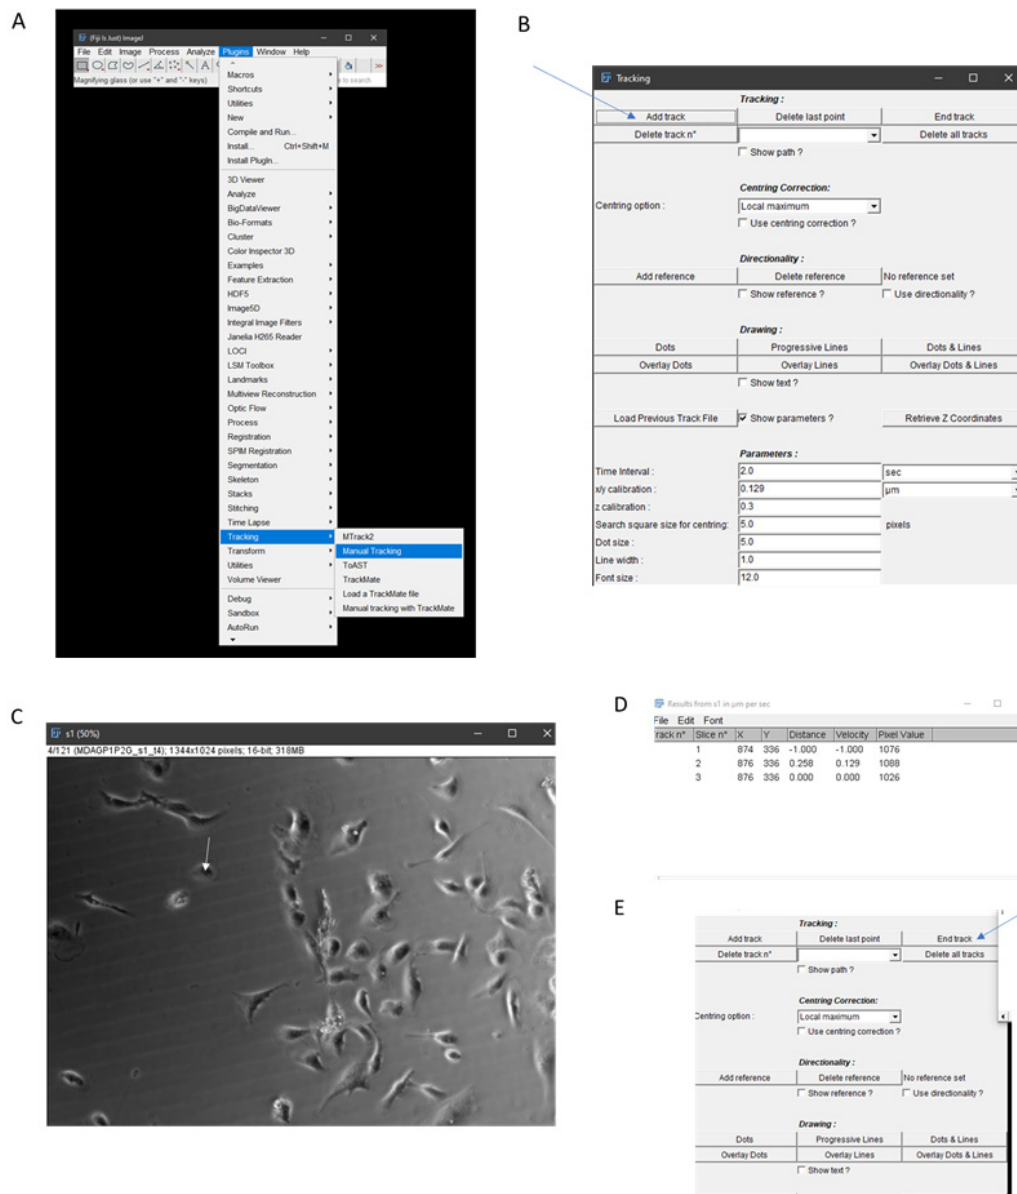 A
(Fiji Is Just) ImageJ
File Edit Image Process Analyze Plugins Window Help
Magnifying glass (or use "+" and "-" keys)
to search
Macros
Shortcuts
Utilities
New
Compile and Run...
Install... Ctrl+Shift+M
Install PlugIn...
3D Viewer
Analyze
BigDataViewer
Bio-Formats
Cluster
Color Inspector 3D
Examples
Feature Extraction
HDF5
Image5D
Integral Image Filters
Janelia H265 Reader
LOCI
LSM Toolbox
Landmarks
Multiview Reconstruction
Optic Flow
Process
Registration
SPIM Registration
Segmentation
Skeleton
Stacks
Stitching
Time Lapse
Tracking
Transform
Utilities
Volume Viewer
Debug
Sandbox
AutoRun
MTrack2
Manual Tracking
ToAST
TrackMate
Load a TrackMate file
Manual tracking with TrackMate
B
Tracking
Tracking :
Add track Delete last point End track
Delete track n° Delete all tracks
Show path ?
Centring Correction:
Centring option : Local maximum
Use centring correction ?
Directionality :
Add reference Delete reference No reference set
Show reference ? Use directionality ?
Drawing :
Dots Progressive Lines Dots & Lines
Overlay Dots Overlay Lines Overlay Dots & Lines
Show text ?
Load Previous Track File Show parameters ? Retrieve Z Coordinates
Parameters :
Time Interval : 2.0 sec
x/y calibration : 0.129 µm
z calibration : 0.3
Search square size for centring: 5.0 pixels
Dot size : 5.0
Line width : 1.0
Font size : 12.0
C
s1 (50%)
4/121 (MDAGP1P2G_s1_t4); 1344x1024 pixels; 16-bit; 318MB
D
Results from s1 in µm per sec
File Edit Font
rack n° Slice n° X Y Distance Velocity Pixel Value
1 874 336 -1.000 -1.000 1076
2 876 336 0.258 0.129 1088
3 876 336 0.000 0.000 1026
E
Tracking :
Add track Delete last point End track
Delete track n° Delete all tracks
Show path ?
Centring Correction:
Centring option : Local maximum
Use centring correction ?
Directionality :
Add reference Delete reference No reference set
Show reference ? Use directionality ?
Drawing :
Dots Progressive Lines Dots & Lines
Overlay Dots Overlay Lines Overlay Dots & Lines
Show text ?